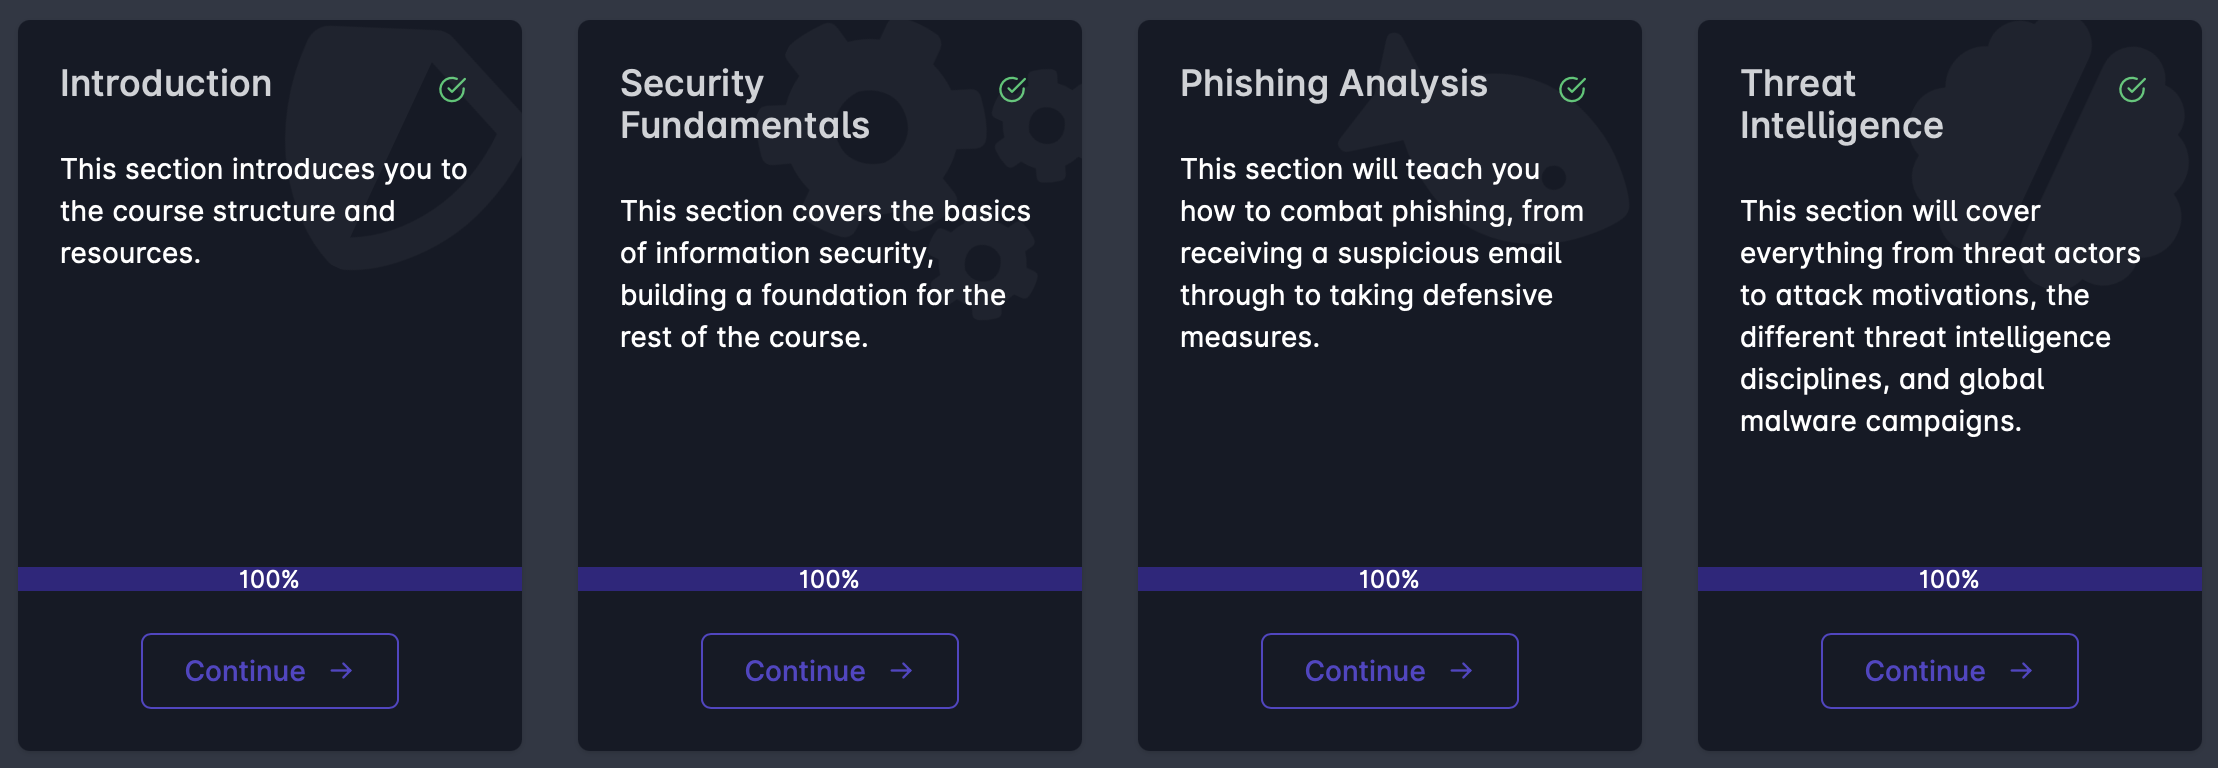 Introduction
This section introduces you to
the course structure and
resources.
100%
Continue
Security
Fundamentals
This section covers the basics
of information security,
building a foundation for the
rest of the course.
100%
Continue
Phishing Analysis
This section will teach you
how to combat phishing, from
receiving a suspicious email
through to taking defensive
measures.
100%
Continue
Threat
Intelligence
This section will cover
everything from threat actors
to attack motivations, the
different threat intelligence
disciplines, and global
malware campaigns.
100%
Continue